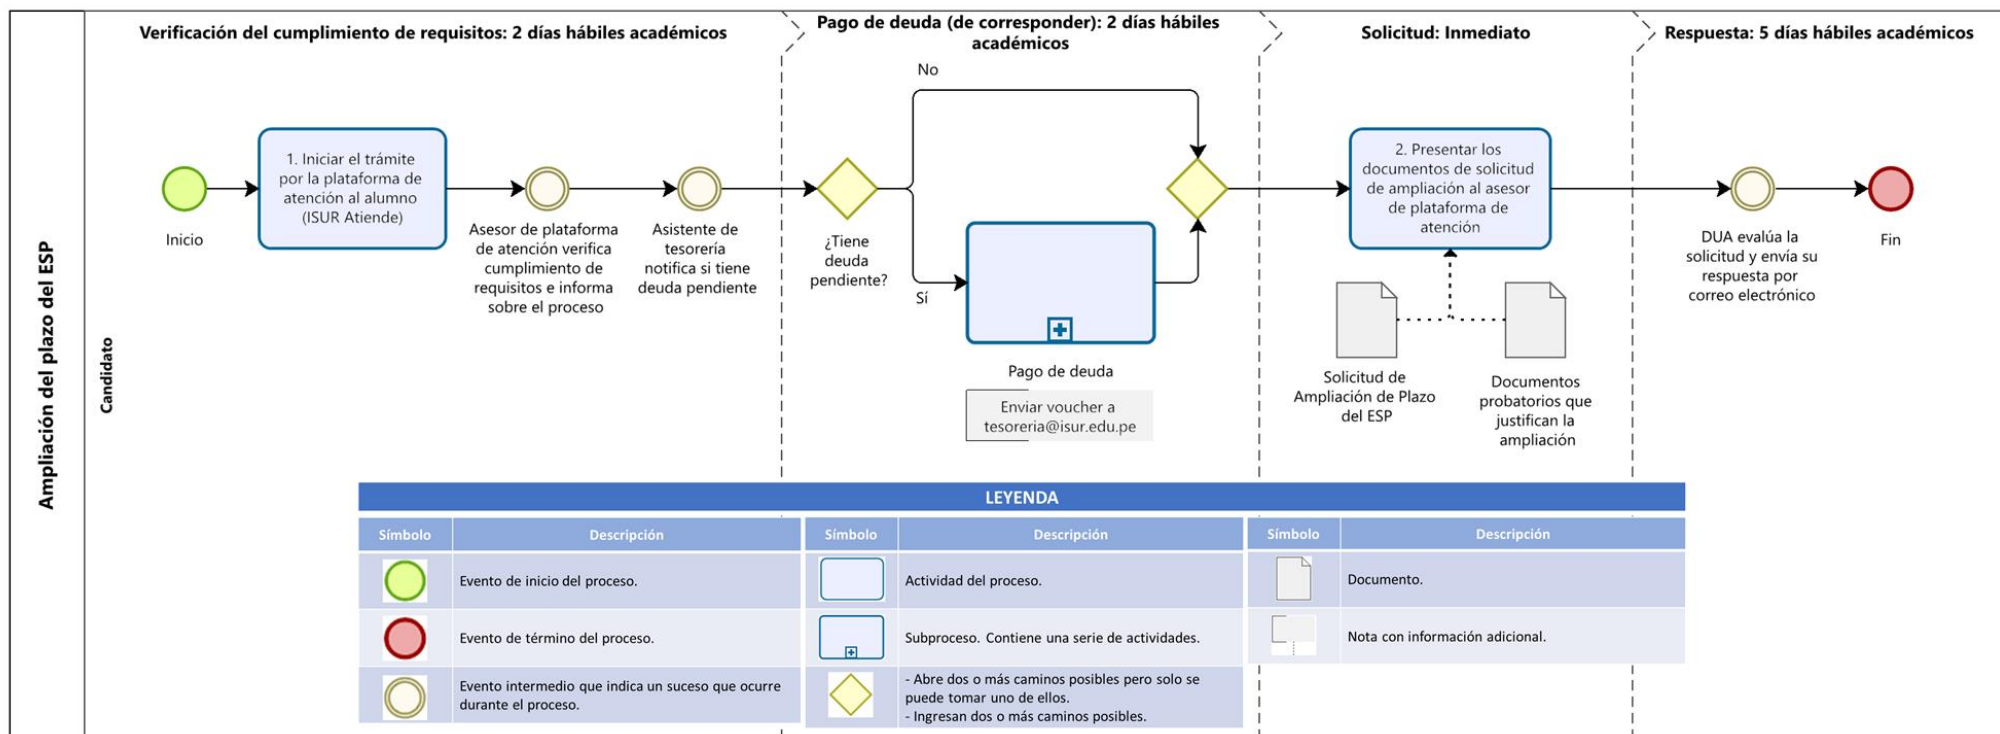 Ampliación del plazo del ESP
Candidato
Verificación del cumplimiento de requisitos: 2 días hábiles académicos
Pago de deuda (de corresponder): 2 días hábiles
académicos
Solicitud: Inmediato
Respuesta: 5 días hábiles académicos
Inicio
1. Iniciar el trámite
por la plataforma de
atención al alumno
(ISUR Atiende)
Asesor de plataforma
de atención verifica
cumplimiento de
requisitos e informa
sobre el proceso
Asistente de
tesorería
notifica si tiene
deuda pendiente
¿Tiene
deuda
pendiente?
No
Sí
Pago de deuda
Enviar voucher a
tesoreria@isur.edu.pe
2. Presentar los
documentos de solicitud
de ampliación al asesor
de plataforma de
atención
Solicitud de
Ampliación de Plazo
del ESP
Documentos
probatorios que
justifican la
ampliación
DUA evalúa la
solicitud y envía su
respuesta por
correo electrónico
Fin
LEYENDA
Símbolo
Descripción
Símbolo
Descripción
Símbolo
Descripción
Evento de inicio del proceso.
Actividad del proceso.
Documento.
Evento de término del proceso.
Subproceso. Contiene una serie de actividades.
Nota con información adicional.
Evento intermedio que indica un suceso que ocurre
durante el proceso.
- Abre dos o más caminos posibles pero solo se
puede tomar uno de ellos.
- Ingresan dos o más caminos posibles.